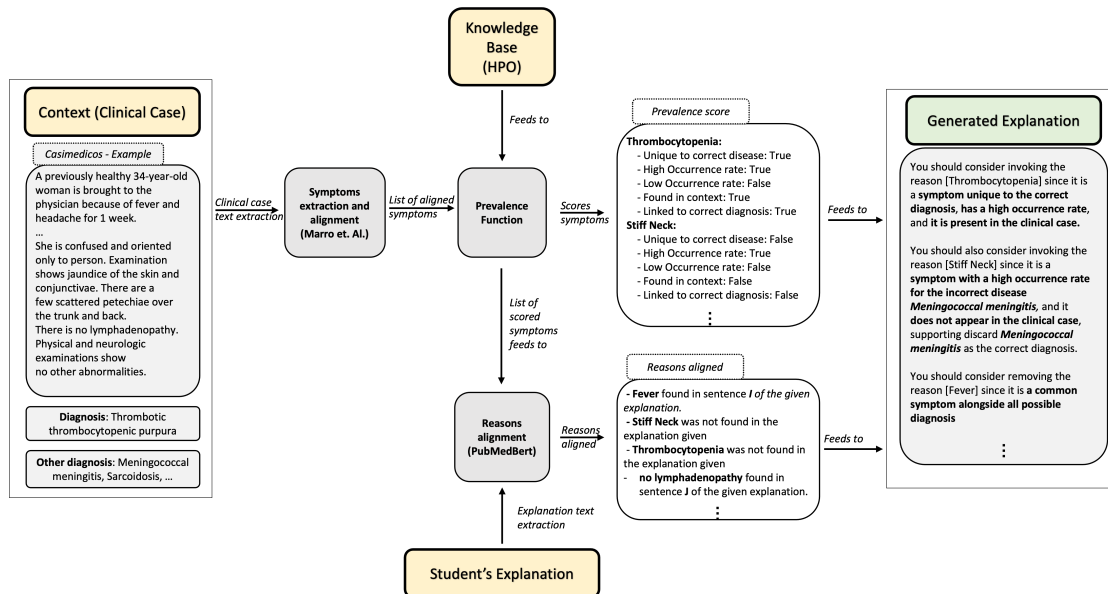 Knowledge
Base
(HPO)
Feeds to
Context (Clinical Case)
Casimedicos - Example
A previously healthy 34-year-old
woman is brought to the
physician because of fever and
headache for 1 week.
...
She is confused and oriented
only to person. Examination
shows jaundice of the skin and
conjunctivae. There are a
few scattered petechiae over
the trunk and back.
There is no lymphadenopathy.
Physical and neurologic
examinations show
no other abnormalities.
Diagnosis: Thrombotic
thrombocytopenic purpura
Other diagnosis: Meningococcal
meningitis, Sarcoidosis, ...
Clinical case
text extraction
Symptoms
extraction and
alignment
(Marro et. Al.)
List of aligned
symptoms
Prevalence
Function
Scores
symptoms
List of
scored
symptoms
feeds to
Reasons
alignment
(PubMedBert)
Reasons
aligned
Explanation text
extraction
Student's Explanation
Prevalence score
Thrombocytopenia:
- Unique to correct disease: True
- High Occurrence rate: True
- Low Occurrence rate: False
- Found in context: True
- Linked to correct diagnosis: True
Stiff Neck:
- Unique to correct disease: False
- High Occurrence rate: True
- Low Occurrence rate: False
- Found in context: False
- Linked to correct diagnosis: False
⋮
Feeds to
Reasons aligned
- Fever found in sentence I of the given
explanation.
- Stiff Neck was not found in the
explanation given
- Thrombocytopenia was not found in
the explanation given
- no lymphadenopathy found in
sentence J of the given explanation.
⋮
Feeds to
Generated Explanation
You should consider invoking the
reason [Thrombocytopenia] since it is
a symptom unique to the correct
diagnosis, has a high occurrence rate,
and it is present in the clinical case.
You should also consider invoking the
reason [Stiff Neck] since it is a
symptom with a high occurrence rate
for the incorrect disease
Meningococcal meningitis, and it
does not appear in the clinical case,
supporting discard Meningococcal
meningitis as the correct diagnosis.
You should consider removing the
reason [Fever] since it is a common
symptom alongside all possible
diagnosis
⋮